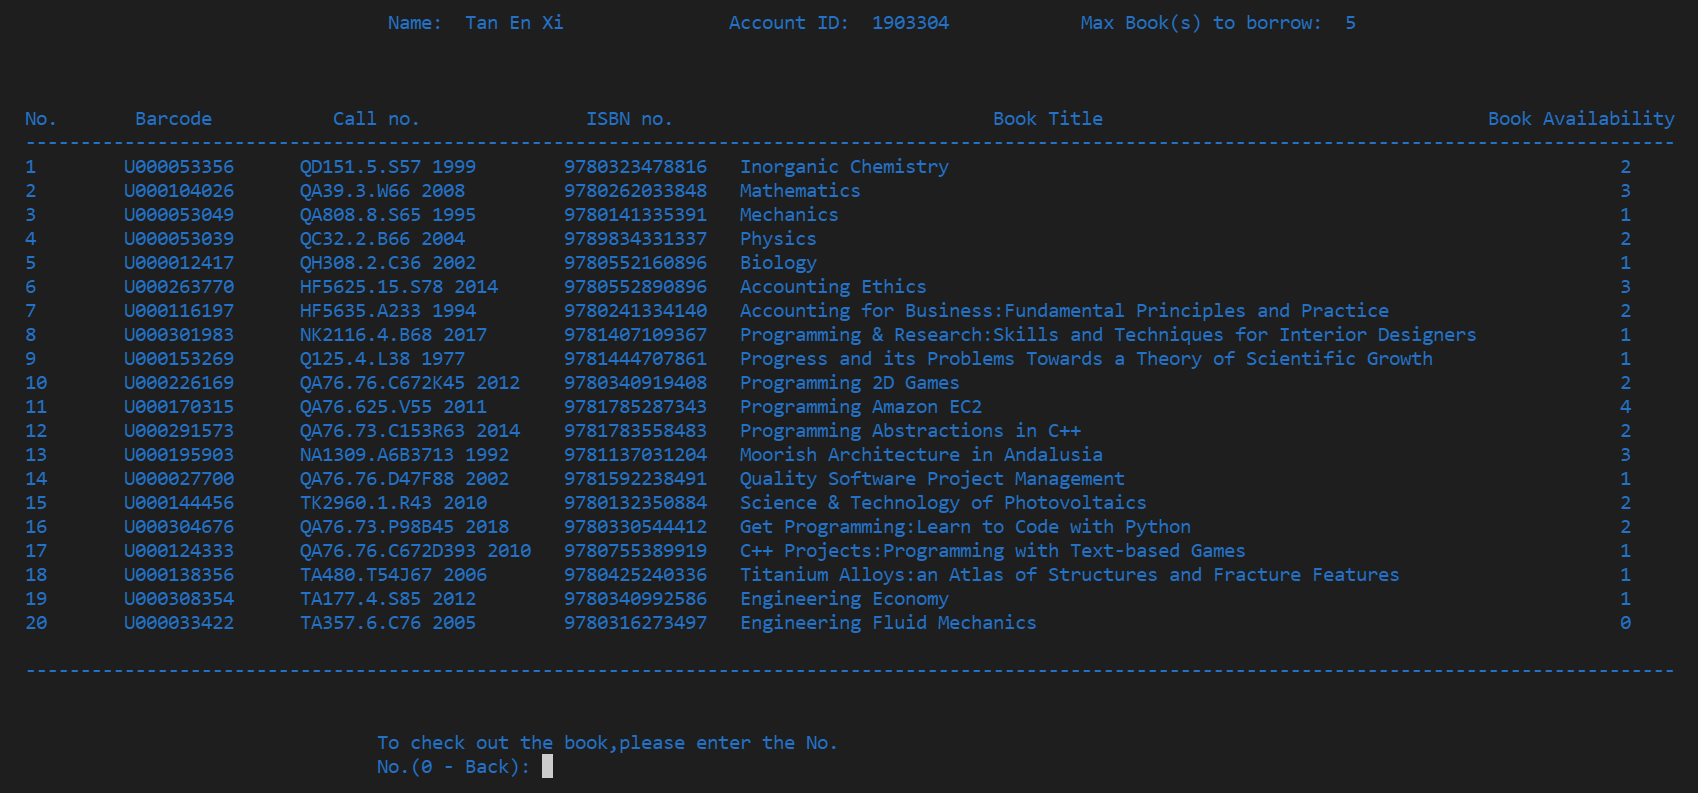 Name:  Tan En Xi               Account ID:  1903304            Max Book(s) to borrow:  5
No.       Barcode           Call no.               ISBN no.                             Book Title                                   Book Availability
------------------------------------------------------------------------------------------------------------------------------------------------------
1        U000053356      QD151.5.S57 1999        9780323478816   Inorganic Chemistry                                                             2
2        U000104026      QA39.3.W66 2008         9780262033848   Mathematics                                                                     3
3        U000053049      QA808.8.S65 1995        9780141335391   Mechanics                                                                       1
4        U000053039      QC32.2.B66 2004         9789834331337   Physics                                                                         2
5        U000012417      QH308.2.C36 2002        9780552160896   Biology                                                                         1
6        U000263770      HF5625.15.S78 2014      9780552890896   Accounting Ethics                                                               3
7        U000116197      HF5635.A233 1994        9780241334140   Accounting for Business:Fundamental Principles and Practice                     2
8        U000301983      NK2116.4.B68 2017       9781407109367   Programming & Research:Skills and Techniques for Interior Designers             1
9        U000153269      Q125.4.L38 1977         9781444707861   Progress and its Problems Towards a Theory of Scientific Growth                 1
10       U000226169      QA76.76.C672K45 2012    9780340919408   Programming 2D Games                                                            2
11       U000170315      QA76.625.V55 2011       9781785287343   Programming Amazon EC2                                                          4
12       U000291573      QA76.73.C153R63 2014    9781783558483   Programming Abstractions in C++                                                 2
13       U000195903      NA1309.A6B3713 1992     9781137031204   Moorish Architecture in Andalusia                                               3
14       U000027700      QA76.76.D47F88 2002     9781592238491   Quality Software Project Management                                             1
15       U000144456      TK2960.1.R43 2010       9780132350884   Science & Technology of Photovoltaics                                           2
16       U000304676      QA76.73.P98B45 2018     9780330544412   Get Programming:Learn to Code with Python                                       2
17       U000124333      QA76.76.C672D393 2010   9780755389919   C++ Projects:Programming with Text-based Games                                  1
18       U000138356      TA480.T54J67 2006       9780425240336   Titanium Alloys:an Atlas of Structures and Fracture Features                    1
19       U000308354      TA177.4.S85 2012        9780340992586   Engineering Economy                                                             1
20       U000033422      TA357.6.C76 2005        9780316273497   Engineering Fluid Mechanics                                                     0
------------------------------------------------------------------------------------------------------------------------------------------------------
To check out the book,please enter the No.
No.(0 - Back):